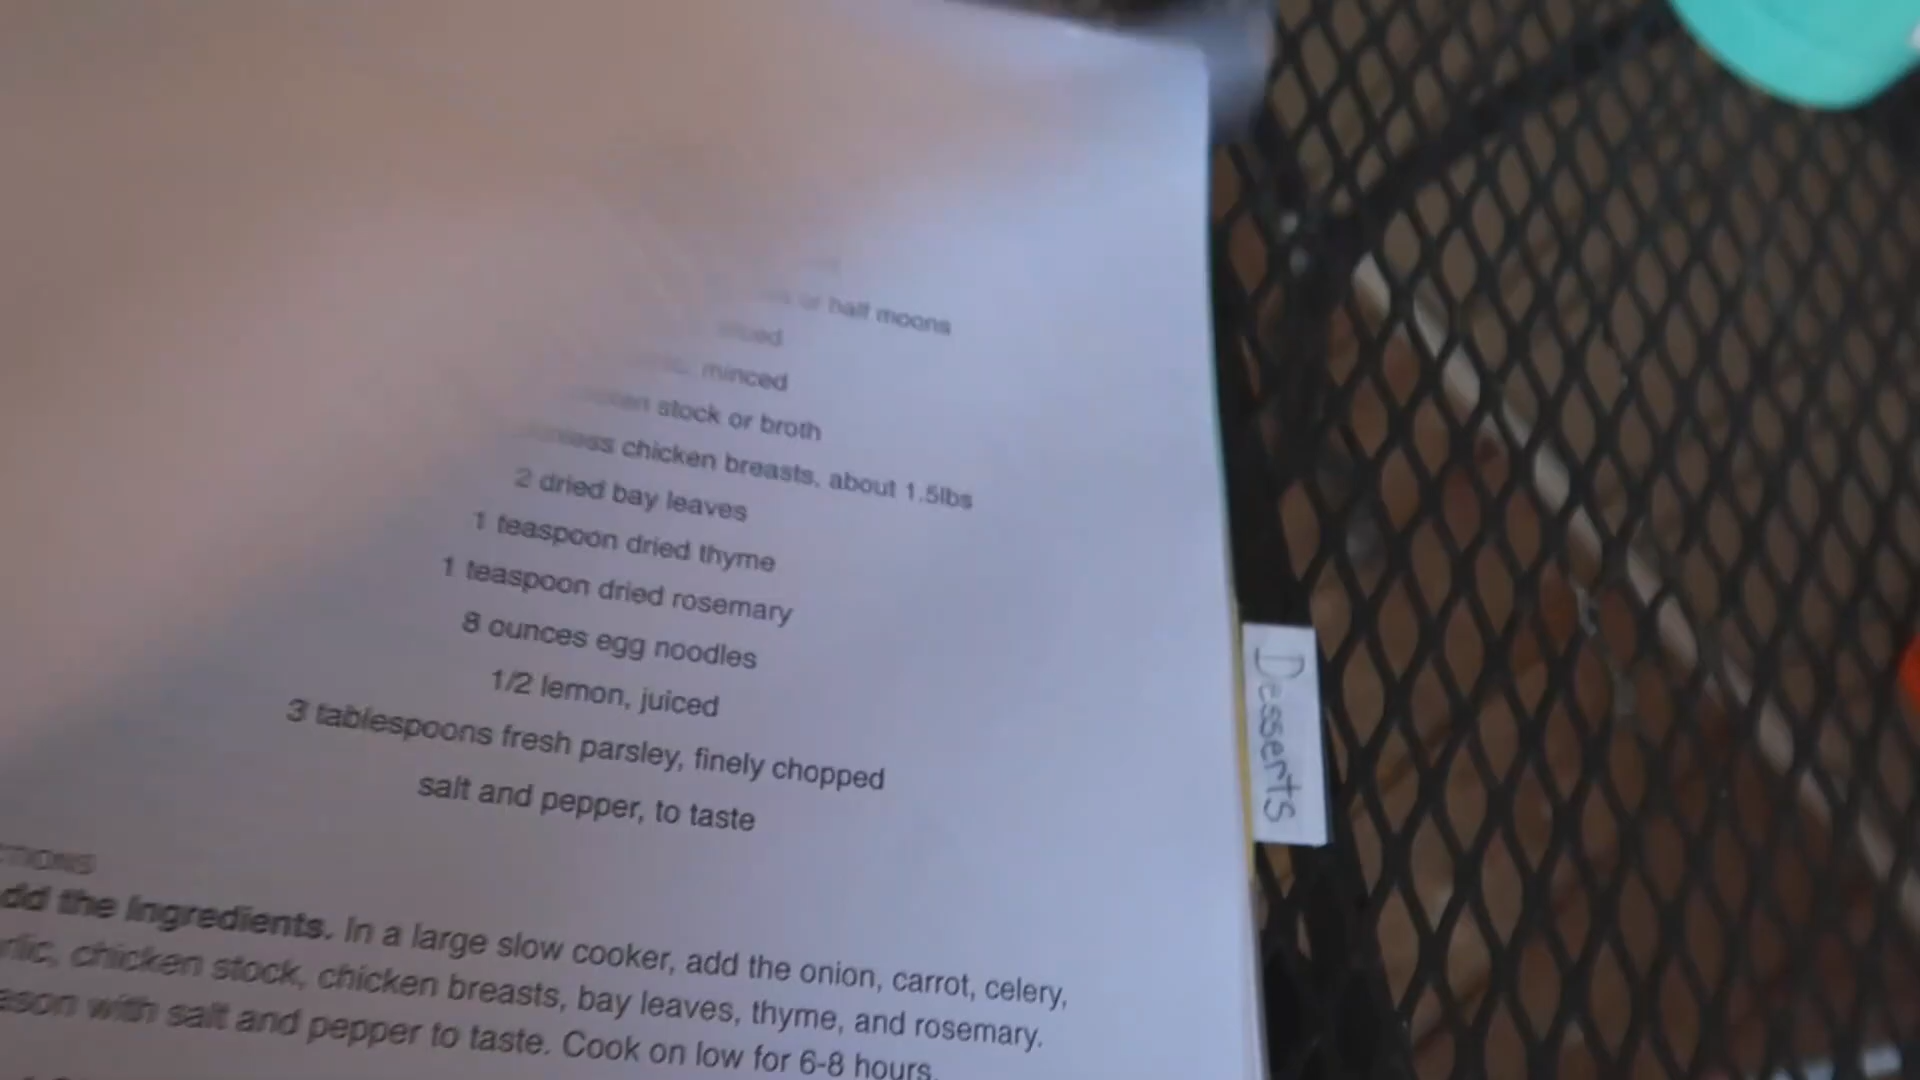 or half moons
minced
stock or broth
chicken breasts, about 1.5lbs
2 dried bay leaves
1 teaspoon dried thyme
1 teaspoon dried rosemary
8 ounces egg noodles
1/2 lemon, juiced
3 tablespoons fresh parsley, finely chopped
salt and pepper, to taste
dd the Ingredients. In a large slow cooker, add the onion, carrot, celery,
rlic, chicken stock, chicken breasts, bay leaves, thyme, and rosemary.
ason with salt and pepper to taste. Cook on low for 6-8 hours.
Desserts